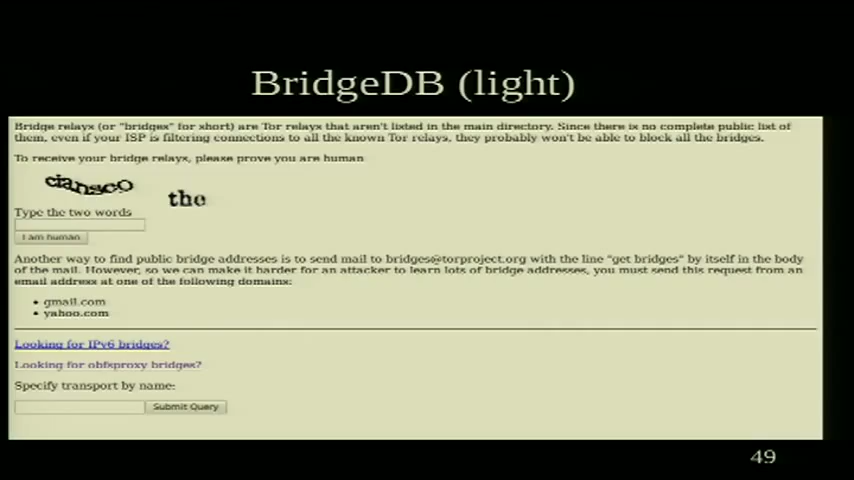 BridgeDB (light)
Bridge relays (or "bridges" for short) are Tor relays that aren't listed in the main directory. Since there is no complete public list of
them, even if your ISP is filtering connections to all the known Tor relays, they probably won't be able to block all the bridges.
To receive your bridge relays, please prove you are human
ciansco the
Type the two words
I am human
Another way to find public bridge addresses is to send mail to bridges@torproject.org with the line "get bridges" by itself in the body
of the mail. However, so we can make it harder for an attacker to learn lots of bridge addresses, you must send this request from an
email address at one of the following domains:
• gmail.com
• yahoo.com
Looking for IPv6 bridges?
Looking for obfsproxy bridges?
Specify transport by name:
Submit Query
49